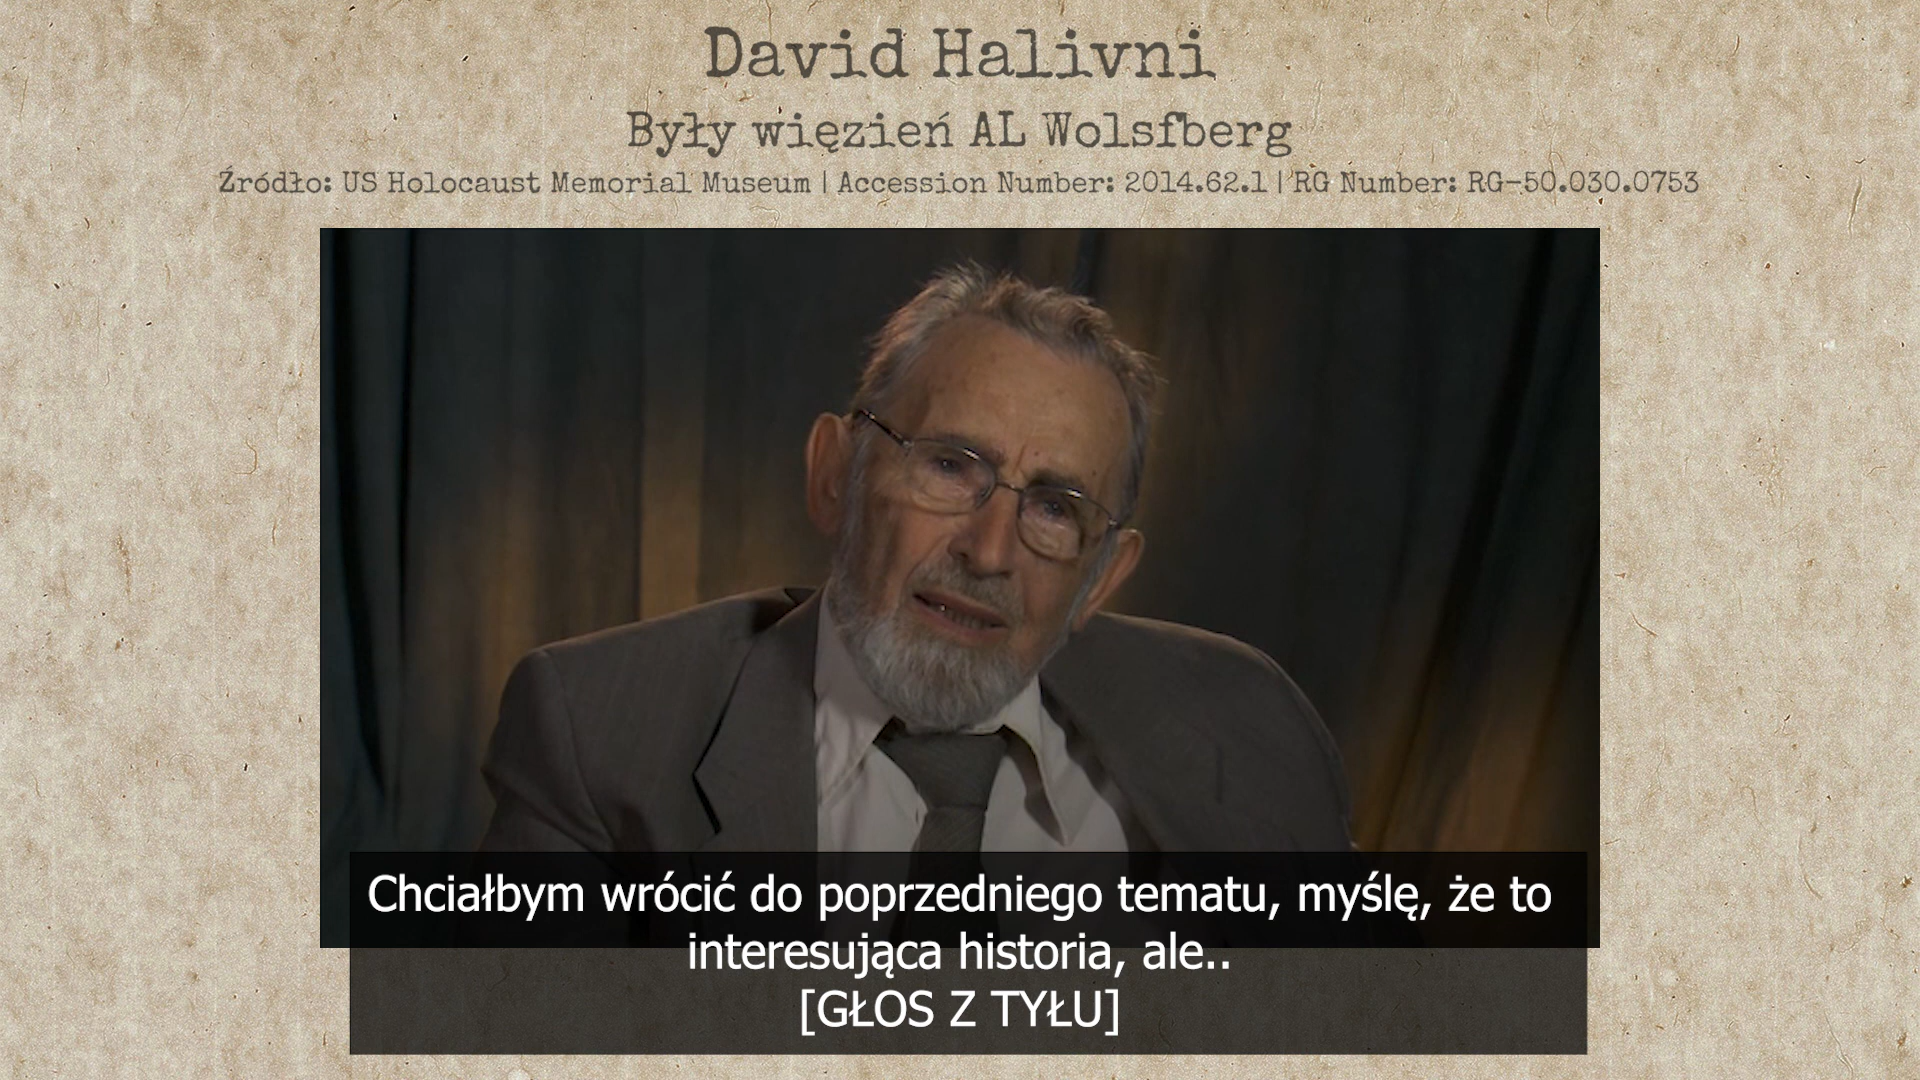 David Halivni
Były więzień AL Wolsfberg
Źródło: US Holocaust Memorial Museum | Accession Number: 2014.62.1 | RG Number: RG-50.030.0753
Chciałbym wrócić do poprzedniego tematu, myślę, że to
interesująca historia, ale..
[GŁOS Z TYŁU]